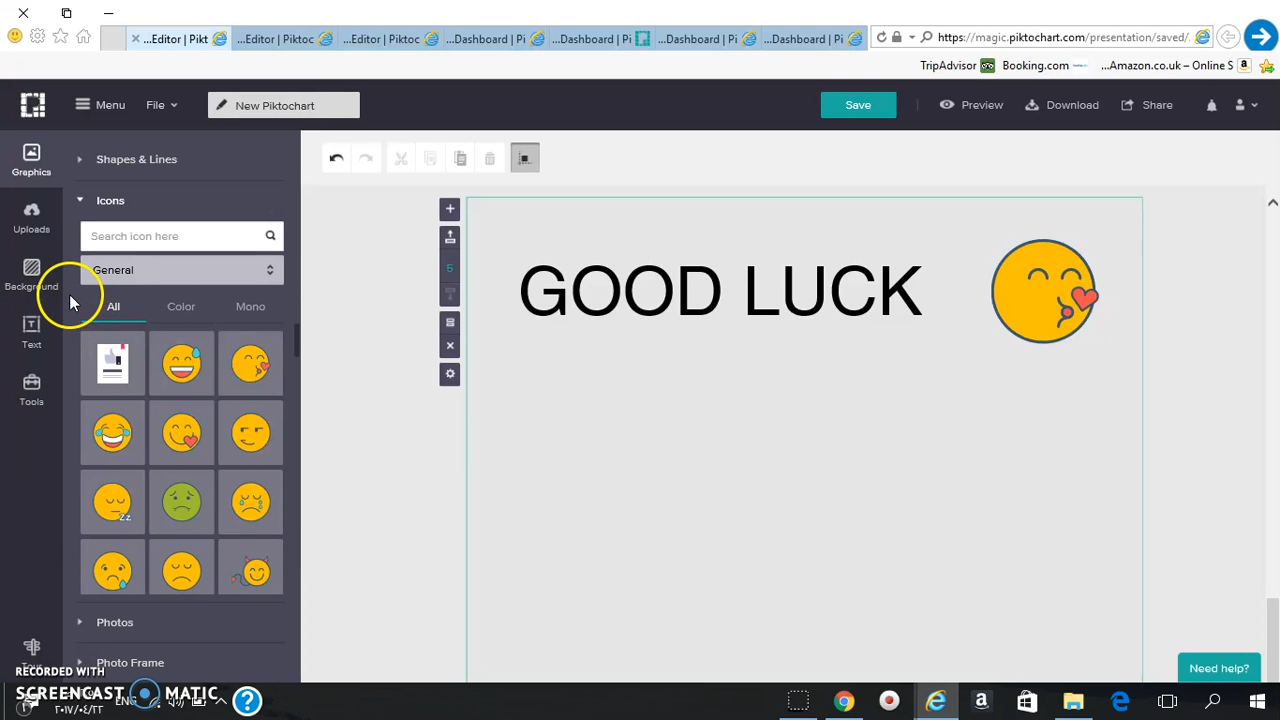 ...Editor | Pikt
...Editor | Piktoc
...Editor | Piktoc
...Dashboard | Pi
...Dashboard | Pi
...Dashboard | Pi
...Dashboard | Pi
https://magic.piktochart.com/presentation/saved/
TripAdvisor
Booking.com
...Amazon.co.uk – Online S
Menu
File
New Piktochart
Save
Preview
Download
Share
Graphics
Uploads
Background
Text
Tools
Shapes & Lines
Icons
Search icon here
General
All
Color
Mono
Photos
Photo Frame
5
GOOD LUCK
Need help?
RECORDED WITH
SCREENCAST MATIC
ENG